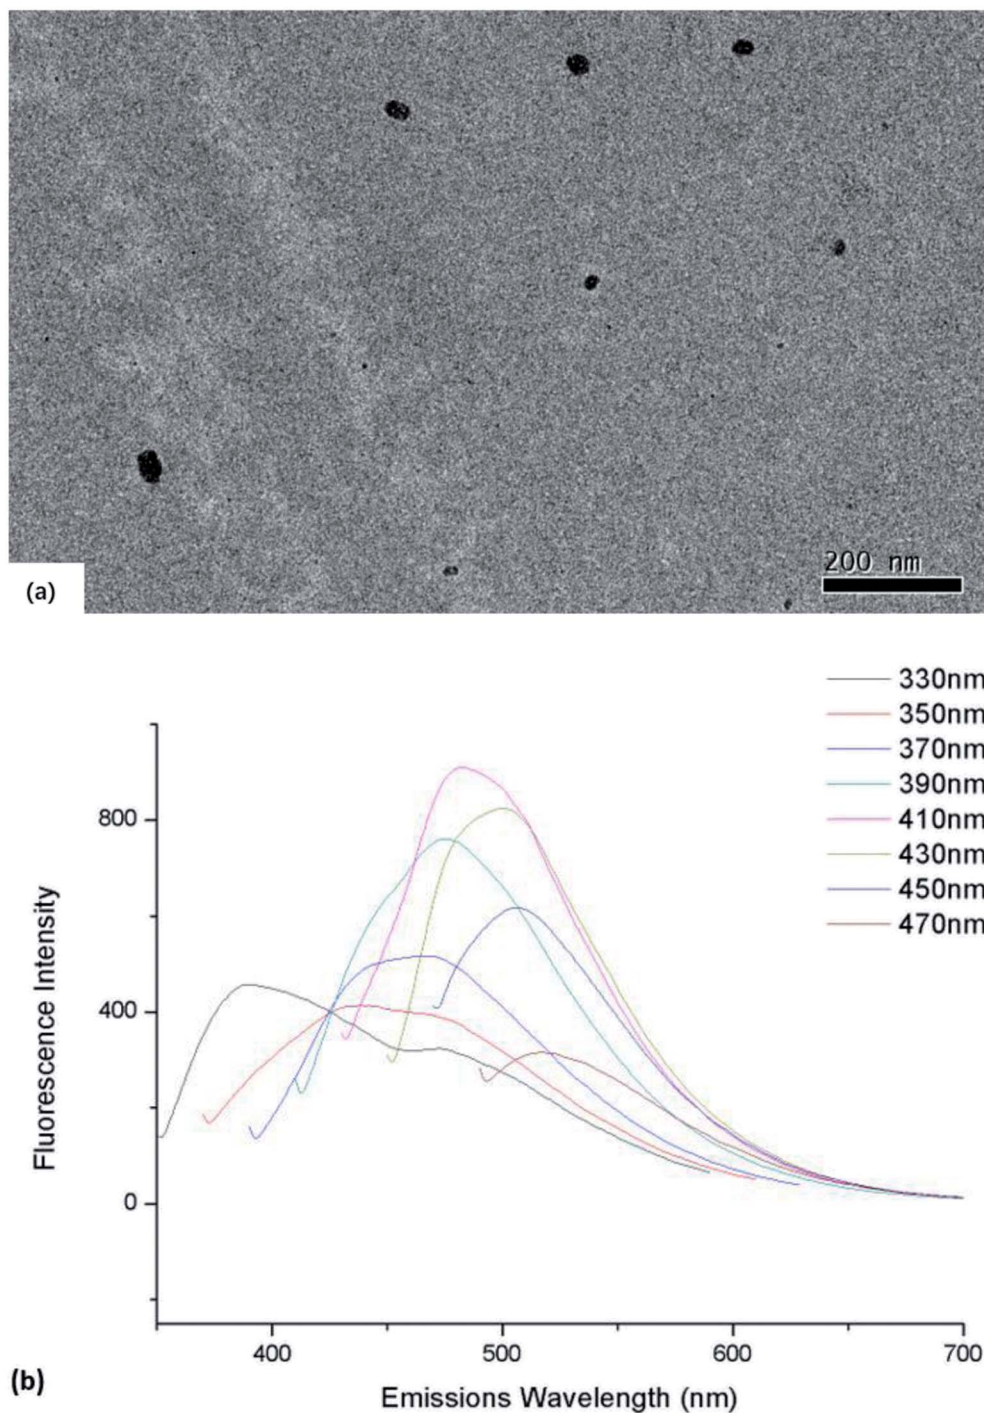 200 nm
(a)
330nm
350nm
370nm
390nm
410nm
430nm
450nm
470nm
800
400
0
Fluorescence Intensity
400
500
600
700
(b)
Emissions Wavelength (nm)